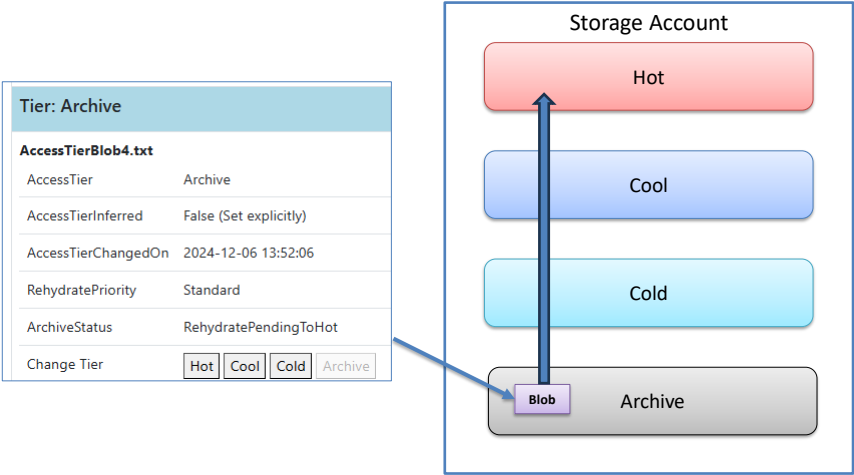 Storage Account
Hot
Cool
Cold
Blob
Archive
Tier: Archive
AccessTierBlob4.txt
AccessTier Archive
AccessTierInferred False (Set explicitly)
AccessTierChangedOn 2024-12-06 13:52:06
RehydratePriority Standard
ArchiveStatus RehydratePendingToHot
Change Tier Hot Cool Cold Archive